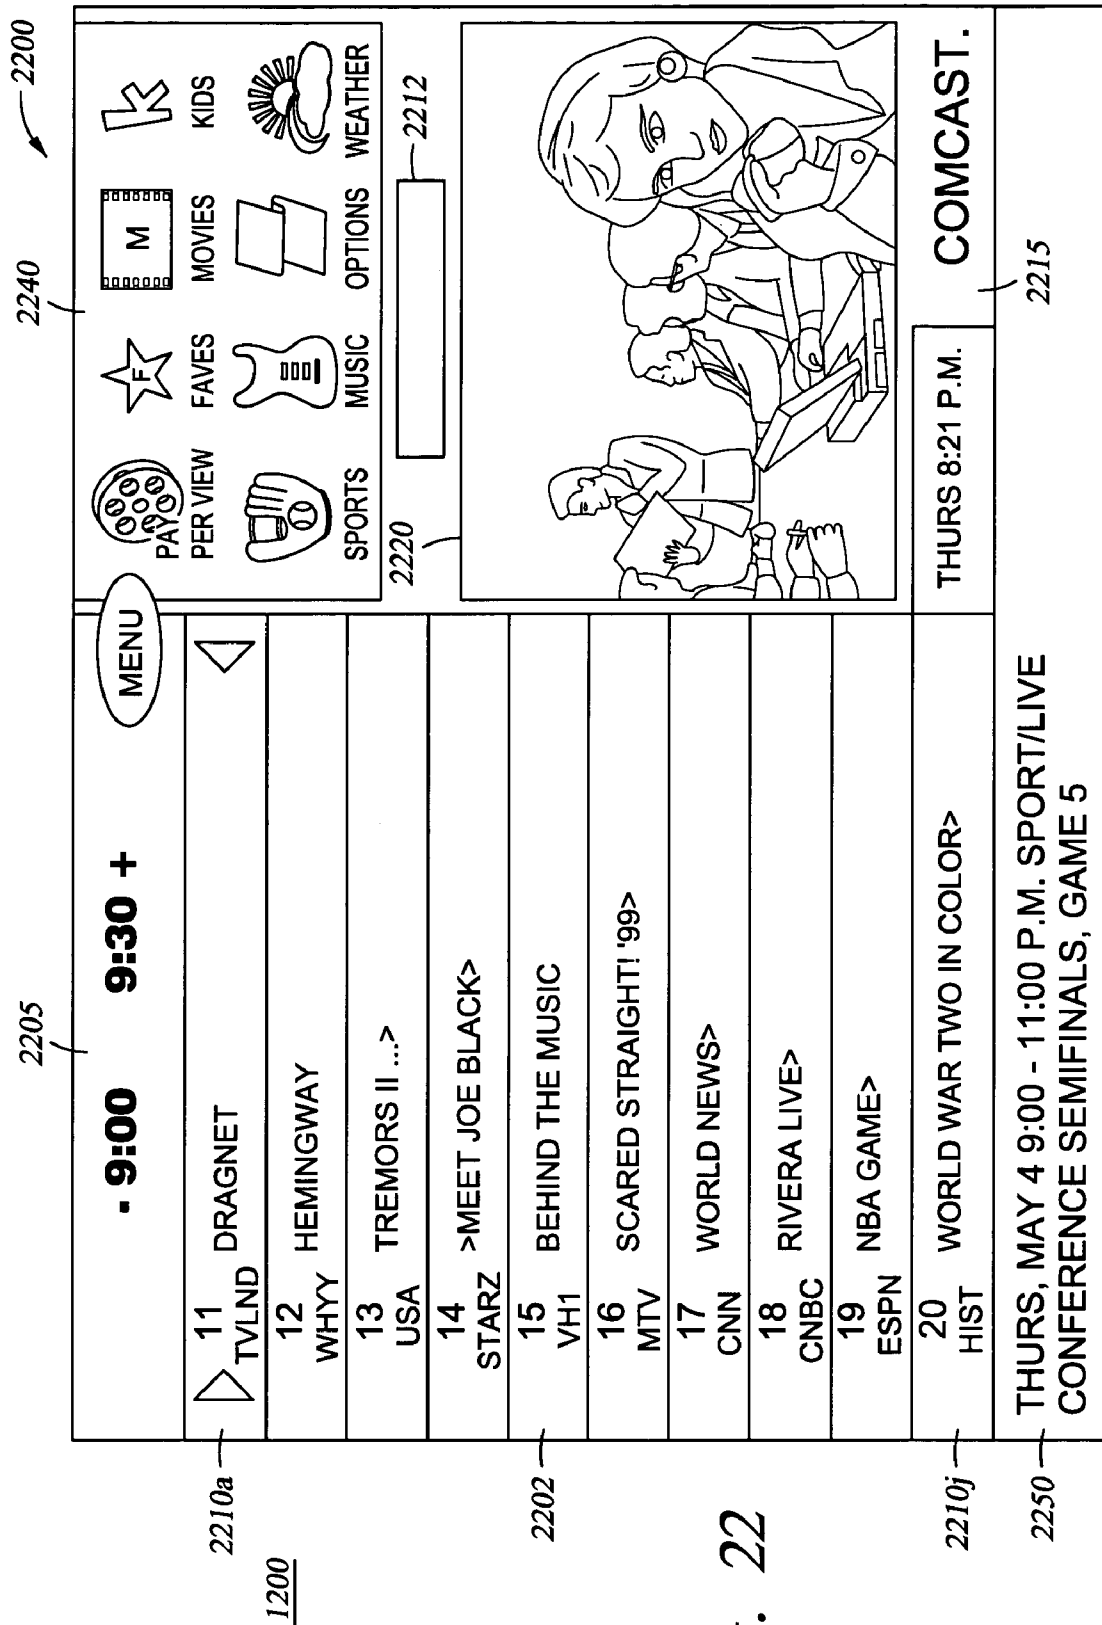 2200
2205
2240
- 9:00 9:30 +
MENU
PAY
PER VIEW
FAVES
F
MOVIES
M
KIDS
k
SPORTS
MUSIC
OPTIONS
WEATHER
2212
2220
2210a
11
TVLND
DRAGNET
12
WHYY
HEMINGWAY
13
USA
TREMORS II ...>
14
STARZ
>MEET JOE BLACK>
2202
15
VH1
BEHIND THE MUSIC
16
MTV
SCARED STRAIGHT! '99>
17
CNN
WORLD NEWS>
18
CNBC
RIVERA LIVE>
19
ESPN
NBA GAME>
2210j
20
HIST
WORLD WAR TWO IN COLOR>
THURS 8:21 P.M.
COMCAST.
2215
2250
THURS, MAY 4 9:00 - 11:00 P.M. SPORT/LIVE
CONFERENCE SEMIFINALS, GAME 5
1200
. 22